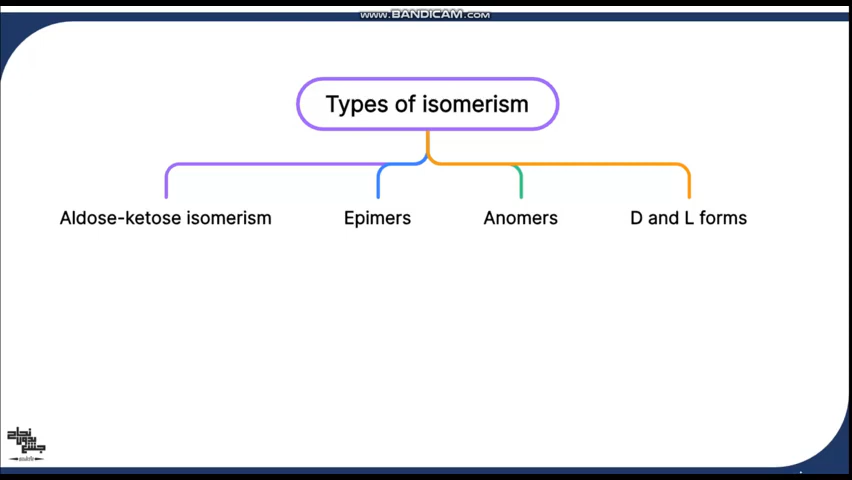 www.BANDICAM.com
Types of isomerism
Aldose-ketose isomerism
Epimers
Anomers
D and L forms